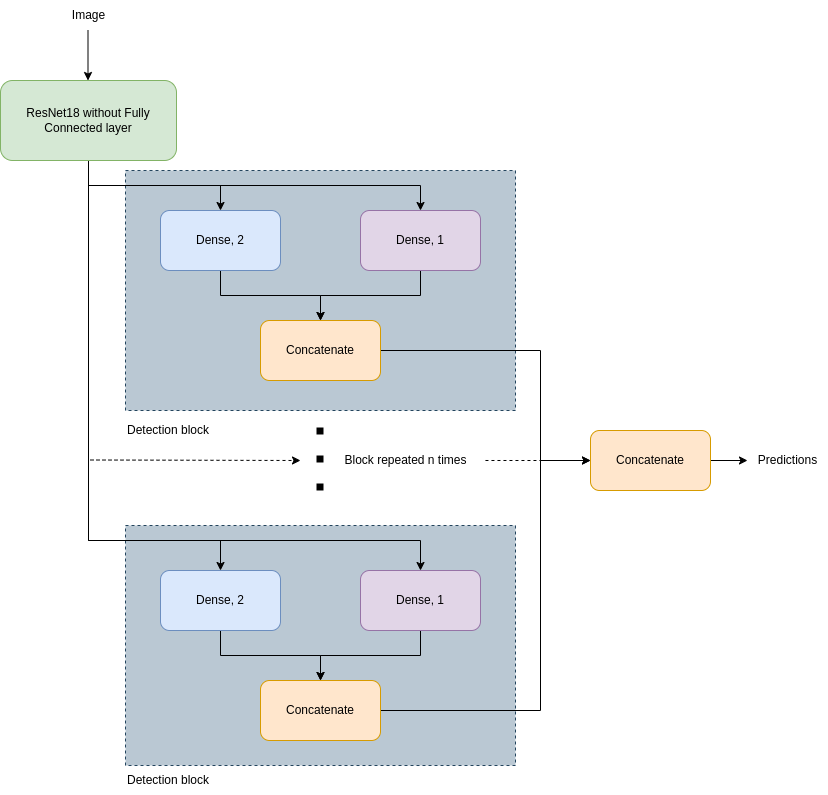 Image
ResNet18 without Fully
Connected layer
Dense, 2
Dense, 1
Concatenate
Detection block
Block repeated n times
Concatenate
Predictions
Dense, 2
Dense, 1
Concatenate
Detection block